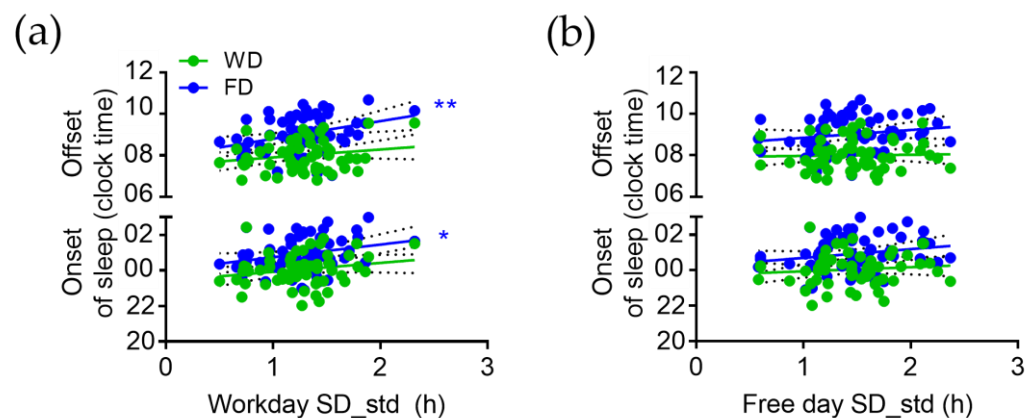 (a)
WD
FD
Offset
of sleep (clock time)
Onset
12
10
08
06
02
00
22
20
**
*
0 1 2 3
Workday SD_std (h)
(b)
Offset
of sleep (clock time)
Onset
12
10
08
06
02
00
22
20
0 1 2 3
Free day SD_std (h)